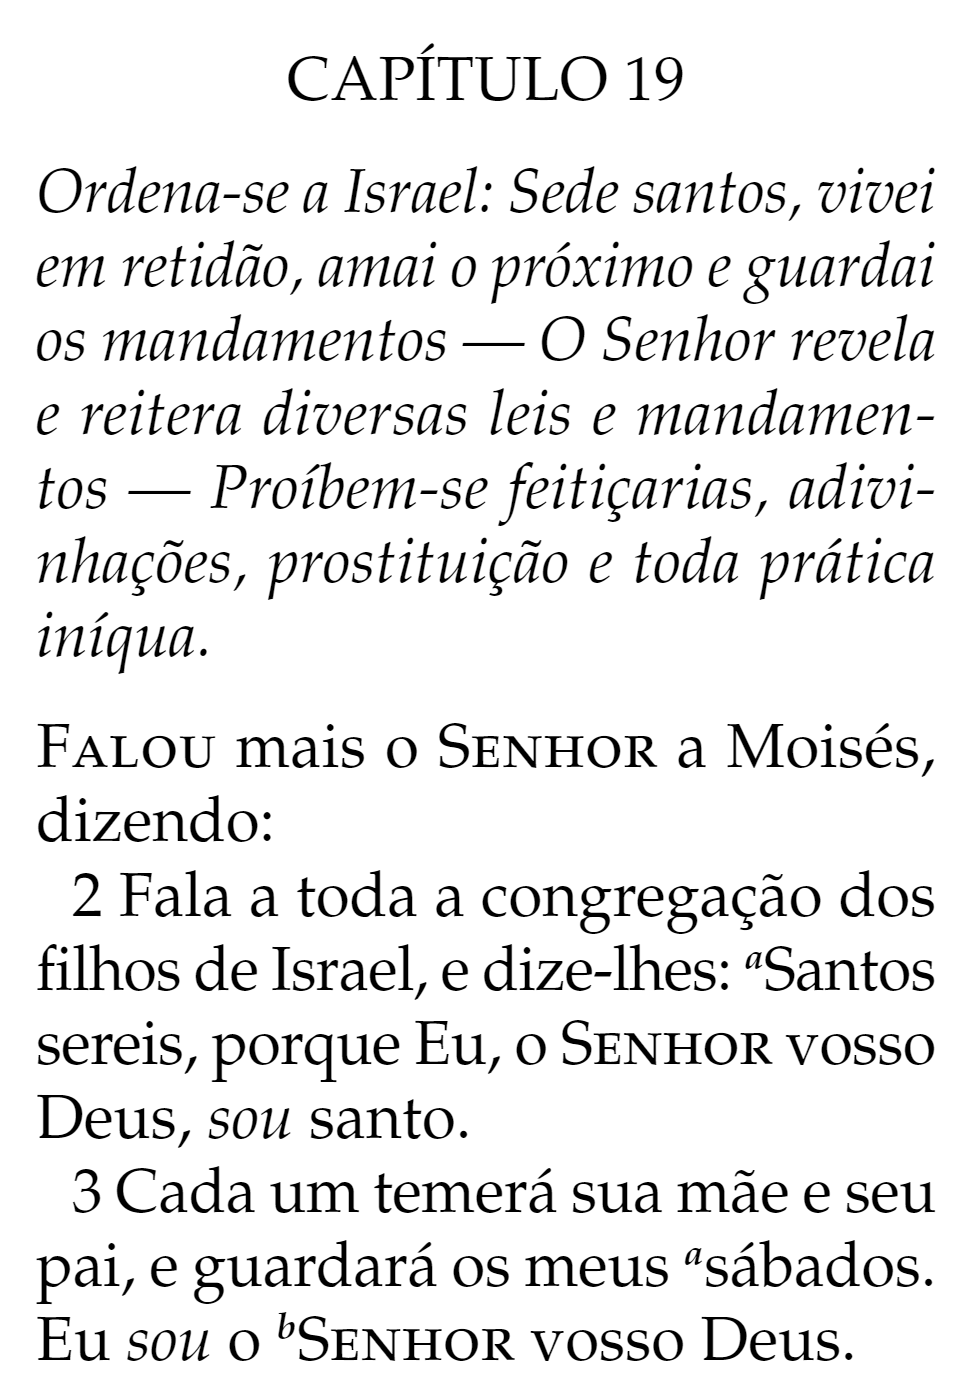 CAPÍTULO 19
Ordena-se a Israel: Sede santos, vivei
em retidão, amai o próximo e guardai
os mandamentos — O Senhor revela
e reitera diversas leis e mandamen-
tos — Proíbem-se feitiçarias, adivi-
nhações, prostituição e toda prática
iníqua.
FALOU mais o SENHOR a Moisés,
dizendo:
2 Fala a toda a congregação dos
filhos de Israel, e dize-lhes: aSantos
sereis, porque Eu, o SENHOR vosso
Deus, sou santo.
3 Cada um temerá sua mãe e seu
pai, e guardará os meus asábados.
Eu sou o bSENHOR vosso Deus.